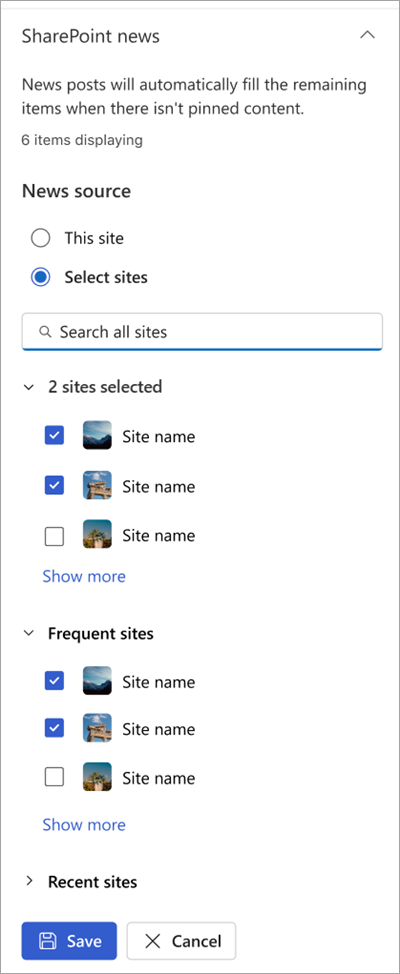 SharePoint news
News posts will automatically fill the remaining
items when there isn't pinned content.
6 items displaying
News source
This site
Select sites
Search all sites
2 sites selected
Site name
Site name
Site name
Show more
Frequent sites
Site name
Site name
Site name
Show more
Recent sites
Save Cancel